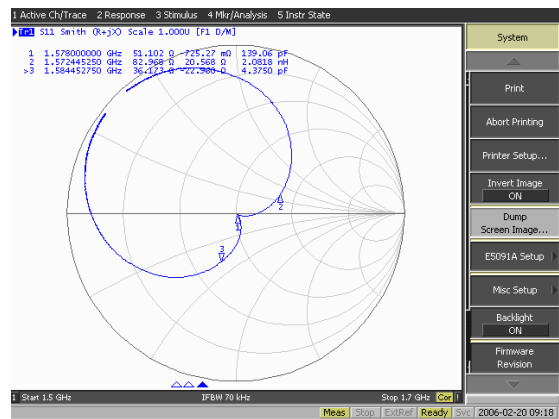 1 Active Ch/Trace 2 Response 3 Stimulus 4 Mkr/Analysis 5 Instr State
Tr1 S11 Smith (R+jX) Scale 1.000U [F1 D/M]
1 1.578000000 GHz 51.102 Ω -725.27 mΩ 139.06 pF
2 1.572445250 GHz 82.968 Ω 20.568 Ω 2.0818 nH
>3 1.584452750 GHz 36.173 Ω -22.960 Ω 4.3750 pF
1
2
3
1 Start 1.5 GHz IFBW 70 kHz Stop 1.7 GHz Cor !
System
Print
Abort Printing
Printer Setup...
Invert Image
ON
Dump
Screen Image...
E5091A Setup
Misc Setup
Backlight
ON
Firmware
Revision
Meas Stop ExtRef Ready Svc 2006-02-20 09:18